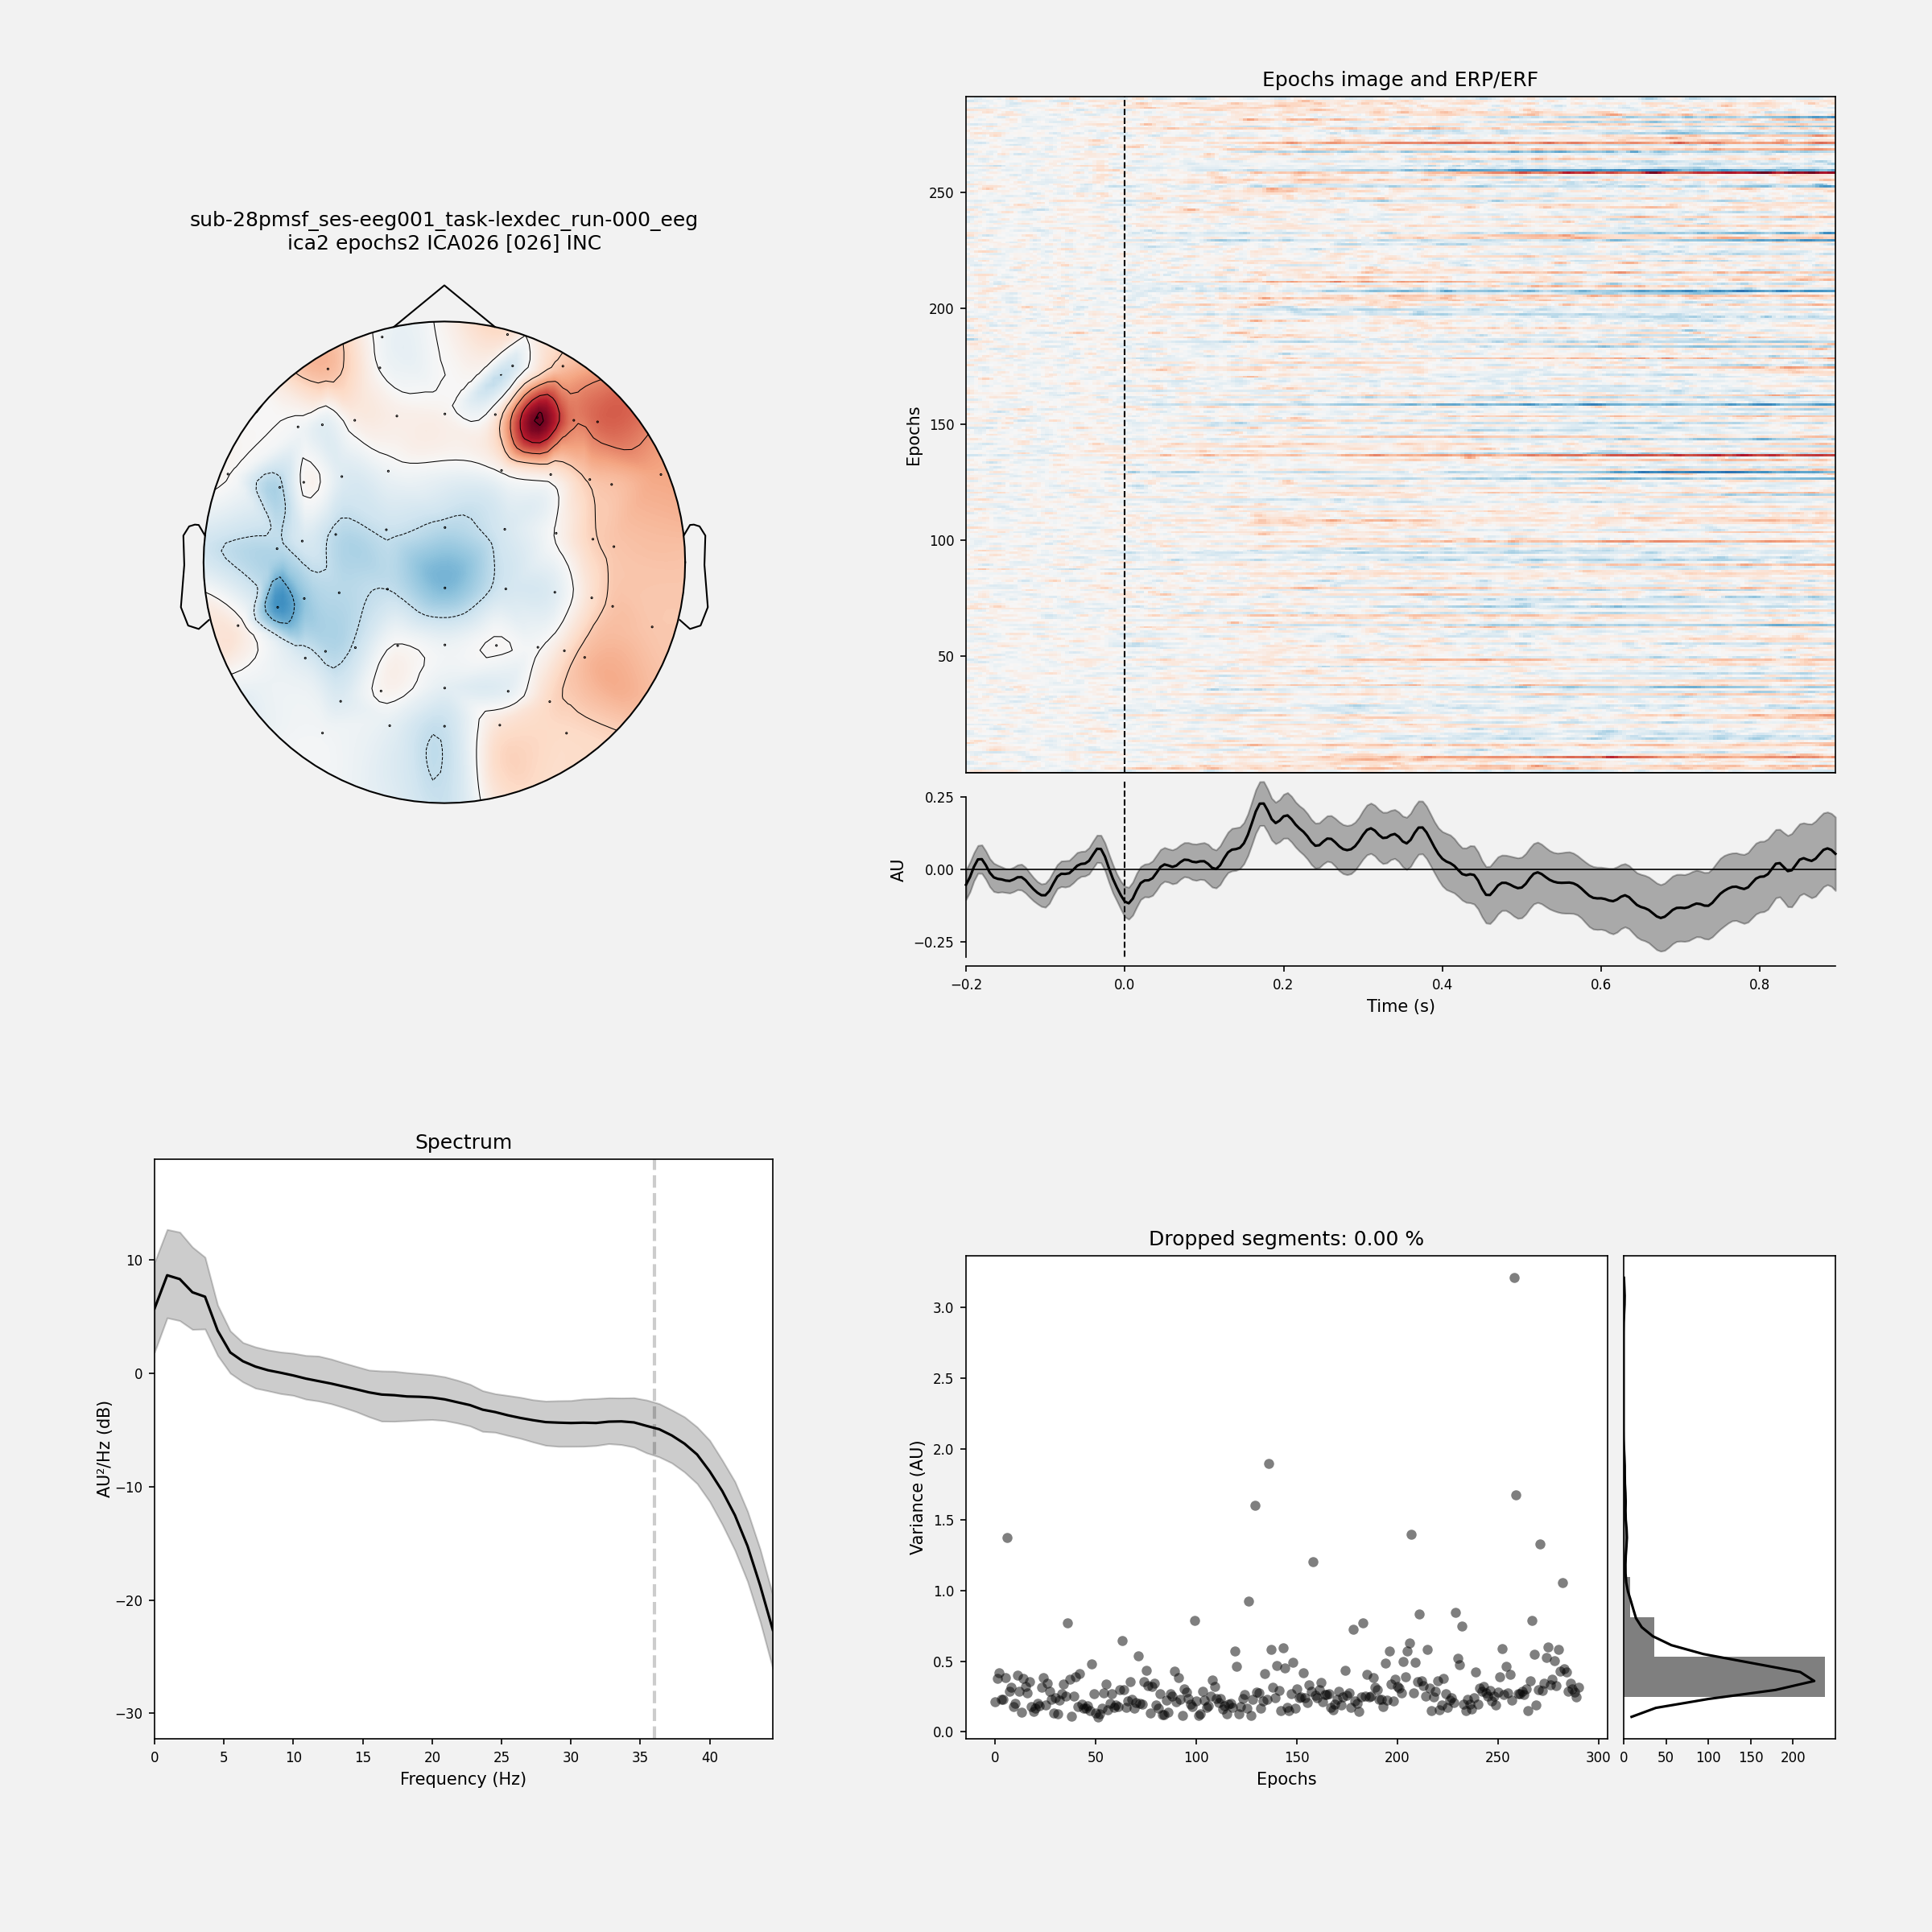 sub-28pmsf_ses-eeg001_task-lexdec_run-000_eeg
ica2 epochs2 ICA026 [026] INC
Epochs image and ERP/ERF
Epochs
250
200
150
100
50
AU
0.25
0.00
−0.25
−0.2 0.0 0.2 0.4 0.6 0.8
Time (s)
Spectrum
AU²/Hz (dB)
10
0
−10
−20
−30
0 5 10 15 20 25 30 35 40
Frequency (Hz)
Dropped segments: 0.00 %
Variance (AU)
3.0
2.5
2.0
1.5
1.0
0.5
0.0
0 50 100 150 200 250 300
Epochs
0 50 100 150 200